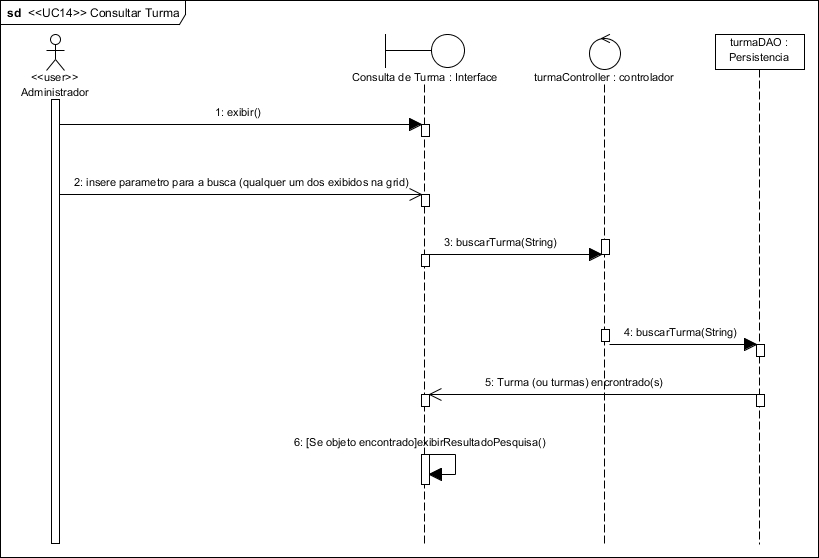 sd <<UC14>> Consultar Turma
<<user>>
Administrador
Consulta de Turma : Interface
turmaController : controlador
turmaDAO :
Persistencia
1: exibir()
2: insere parametro para a busca (qualquer um dos exibidos na grid)
3: buscarTurma(String)
4: buscarTurma(String)
5: Turma (ou turmas) encrontrado(s)
6: [Se objeto encontrado]exibirResultadoPesquisa()